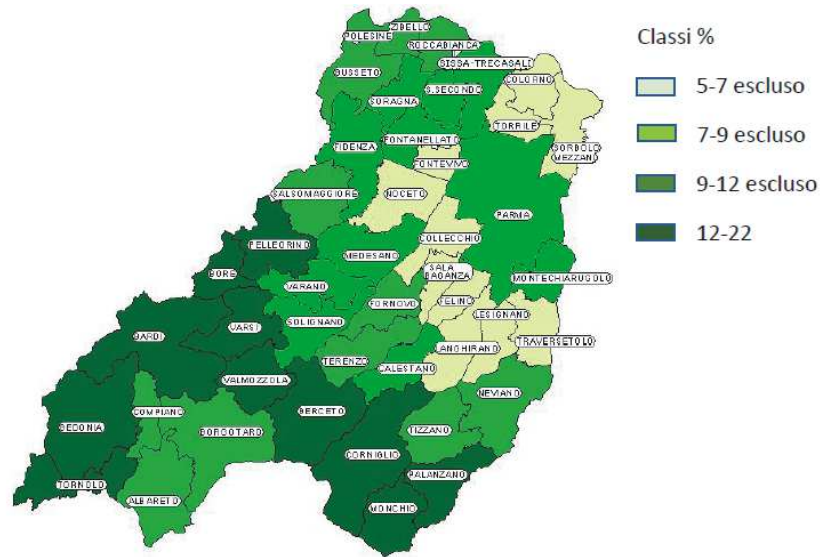 ZIBELLO
POLESINE
ROCCABIANCA
SISSA-TRECASALI
BUSSETO
COLORNO
S.SECONDO
SORAGNA
TORRILE
FONTANELLATO
FIDENZA
SORBOLO
MEZZANI
FONTEVIVO
SALSOMAGGIORE
NOCETO
PARMA
PELLEGRINO
COLLECCHIO
MEDESANO
BORE
SALA
BAGANZA
MONTECHIARUGOLO
VARANO
FORNOVO
FELINO
LESIGNANO
VARSI
SOLIGNANO
BARDI
TRAVERSETOLO
LANGHIRANO
TERENZO
CALESTANO
VALMOZZOLA
NEVIANO
BERCETO
COMPIANO
BEDONIA
BORGOTARO
TIZZANO
CORNIGLIO
PALANZANO
TORNOLO
ALBARETO
MONCHIO
Classi %
5-7 escluso
7-9 escluso
9-12 escluso
12-22